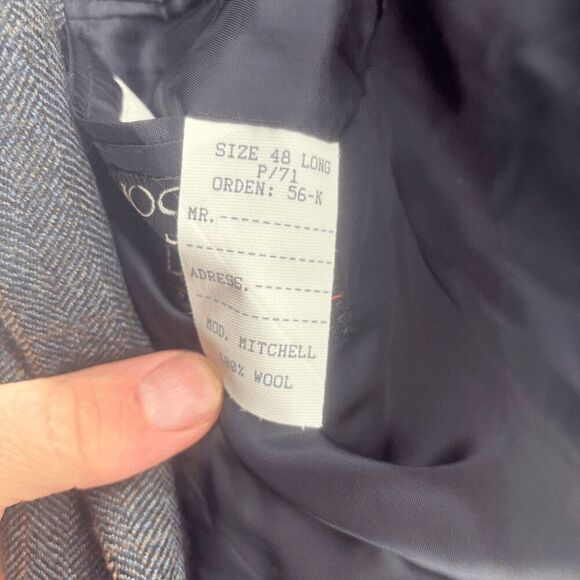 SIZE 48 LONG
P/71
ORDEN: 56-K
MR.--------------
--------------
ADRESS.----------
--------------
MOD. MITCHELL
100% WOOL